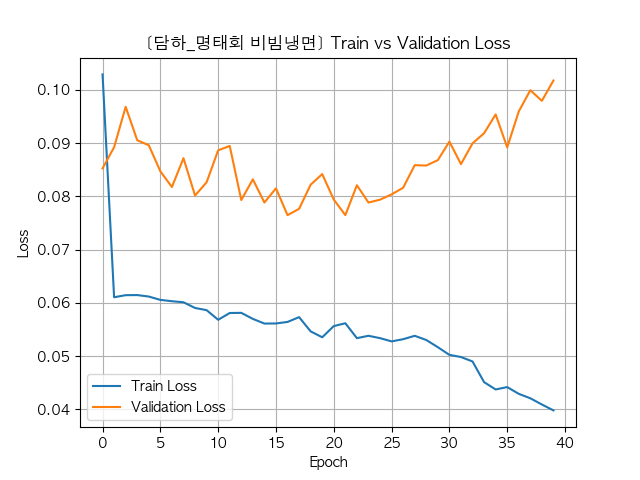 [담하_명태회 비빔냉면] Train vs Validation Loss
0.10
0.09
0.08
0.07
0.06
0.05
0.04
Loss
Train Loss
Validation Loss
0 5 10 15 20 25 30 35 40
Epoch